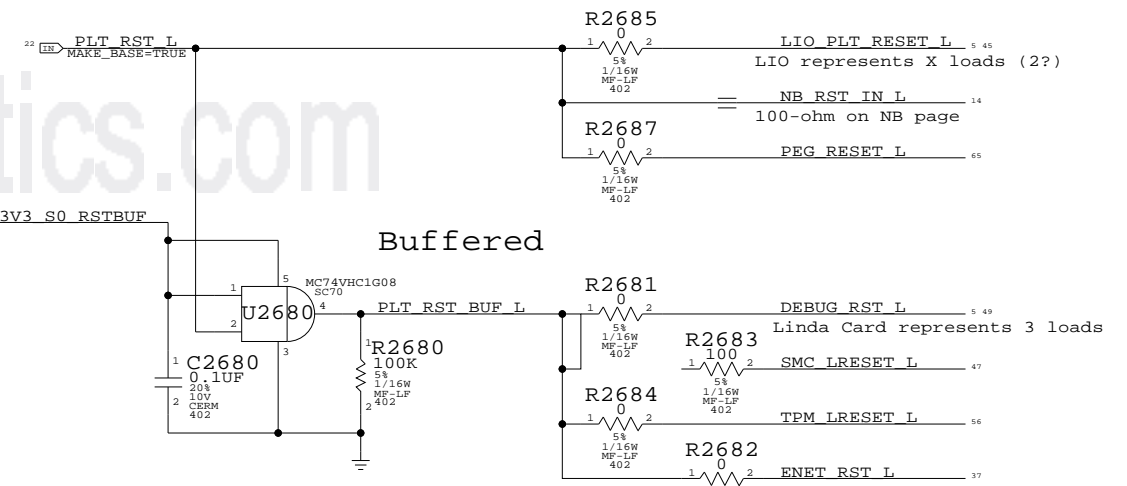 R2685
22 IN PLT_RST_L
MAKE_BASE=TRUE
0
1 2
5%
1/16W
MF-LF
402
LIO_PLT_RESET_L 5 45
LIO represents X loads (2?)
NB_RST_IN_L 14
100-ohm on NB page
R2687
0
1 2
5%
1/16W
MF-LF
402
PEG_RESET_L 65
tics.com
3V3_S0_RSTBUF
Buffered
5 MC74VHC1G08
SC70
1
U2680
4
2
3
PLT_RST_BUF_L
R2681
0
1 2
5%
1/16W
MF-LF
402
DEBUG_RST_L 5 49
Linda Card represents 3 loads
C2680
1
0.1UF
20%
10V
2 CERM
402
R2680
1
100K
5%
1/16W
MF-LF
2 402
R2683
100
1 2
5%
1/16W
MF-LF
402
SMC_LRESET_L 47
R2684
0
1 2
5%
1/16W
MF-LF
402
TPM_LRESET_L 56
R2682
0
1 2
ENET_RST_L 37